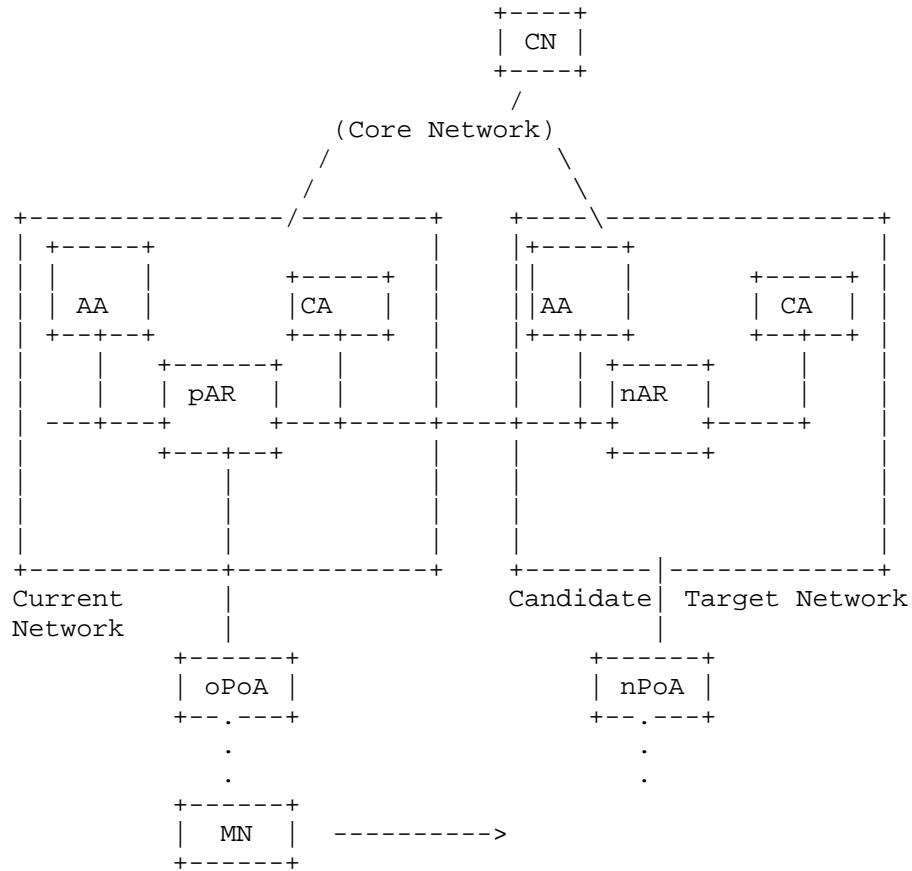 CN
(Core Network)
AA CA AA CA
pAR nAR
Current Candidate Target Network
Network
oPoA nPoA
MN